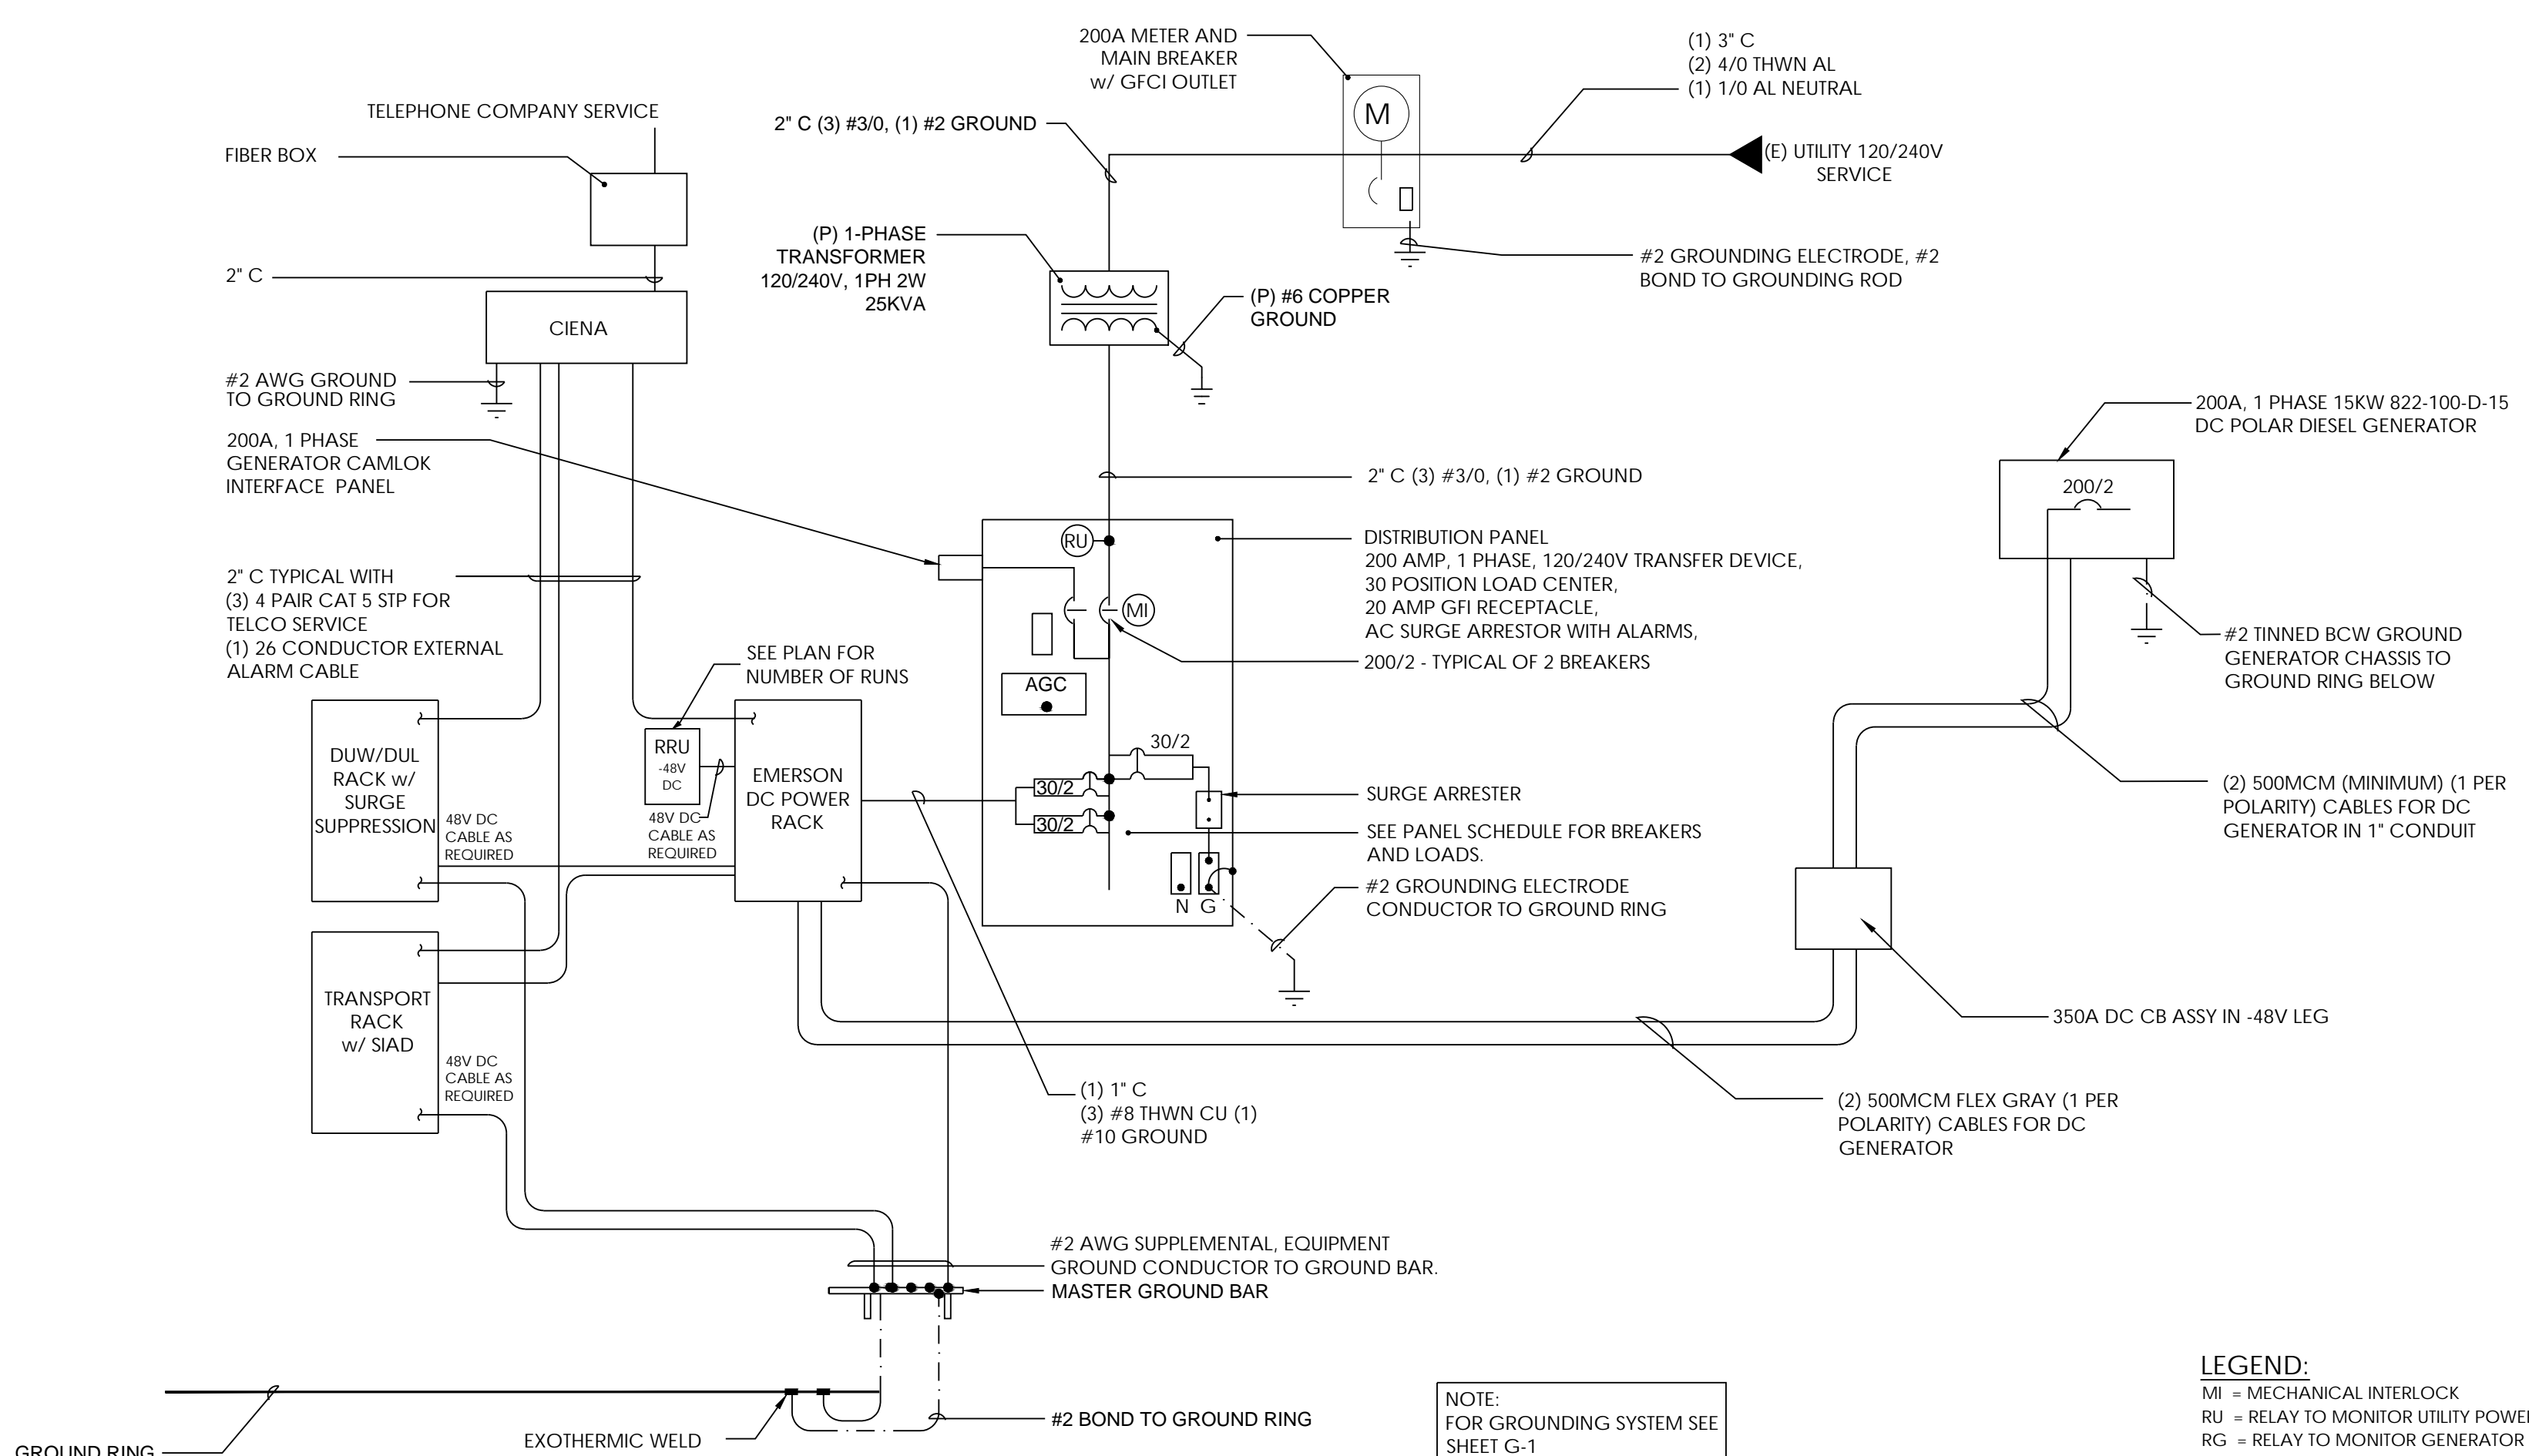 200A METER AND
MAIN BREAKER
w/ GFCI OUTLET
(1) 3" C
(2) 4/0 THWN AL
(1) 1/0 AL NEUTRAL
TELEPHONE COMPANY SERVICE
2" C (3) #3/0, (1) #2 GROUND
M
FIBER BOX
(E) UTILITY 120/240V
SERVICE
(P) 1-PHASE
TRANSFORMER
120/240V, 1PH 2W
25KVA
#2 GROUNDING ELECTRODE, #2
BOND TO GROUNDING ROD
2" C
(P) #6 COPPER
GROUND
CIENA
#2 AWG GROUND
TO GROUND RING
200A, 1 PHASE 15KW 822-100-D-15
DC POLAR DIESEL GENERATOR
200A, 1 PHASE
GENERATOR CAMLOK
INTERFACE PANEL
2" C (3) #3/0, (1) #2 GROUND
200/2
RU
DISTRIBUTION PANEL
200 AMP, 1 PHASE, 120/240V TRANSFER DEVICE,
30 POSITION LOAD CENTER,
20 AMP GFI RECEPTACLE,
AC SURGE ARRESTOR WITH ALARMS,
MI
200/2 - TYPICAL OF 2 BREAKERS
2" C TYPICAL WITH
(3) 4 PAIR CAT 5 STP FOR
TELCO SERVICE
(1) 26 CONDUCTOR EXTERNAL
ALARM CABLE
SEE PLAN FOR
NUMBER OF RUNS
#2 TINNED BCW GROUND
GENERATOR CHASSIS TO
GROUND RING BELOW
AGC
DUW/DUL
RACK w/
SURGE
SUPPRESSION
RRU
-48V
DC
EMERSON
DC POWER
RACK
30/2
30/2
30/2
48V DC
CABLE AS
REQUIRED
48V DC
CABLE AS
REQUIRED
SURGE ARRESTER
SEE PANEL SCHEDULE FOR BREAKERS
AND LOADS.
(2) 500MCM (MINIMUM) (1 PER
POLARITY) CABLES FOR DC
GENERATOR IN 1" CONDUIT
N G
#2 GROUNDING ELECTRODE
CONDUCTOR TO GROUND RING
TRANSPORT
RACK
w/ SIAD
350A DC CB ASSY IN -48V LEG
48V DC
CABLE AS
REQUIRED
(1) 1" C
(3) #8 THWN CU (1)
#10 GROUND
(2) 500MCM FLEX GRAY (1 PER
POLARITY) CABLES FOR DC
GENERATOR
#2 AWG SUPPLEMENTAL, EQUIPMENT
GROUND CONDUCTOR TO GROUND BAR.
MASTER GROUND BAR
#2 BOND TO GROUND RING
EXOTHERMIC WELD
GROUND RING
NOTE:
FOR GROUNDING SYSTEM SEE
SHEET G-1
LEGEND:
MI = MECHANICAL INTERLOCK
RU = RELAY TO MONITOR UTILITY POWER
RG = RELAY TO MONITOR GENERATOR